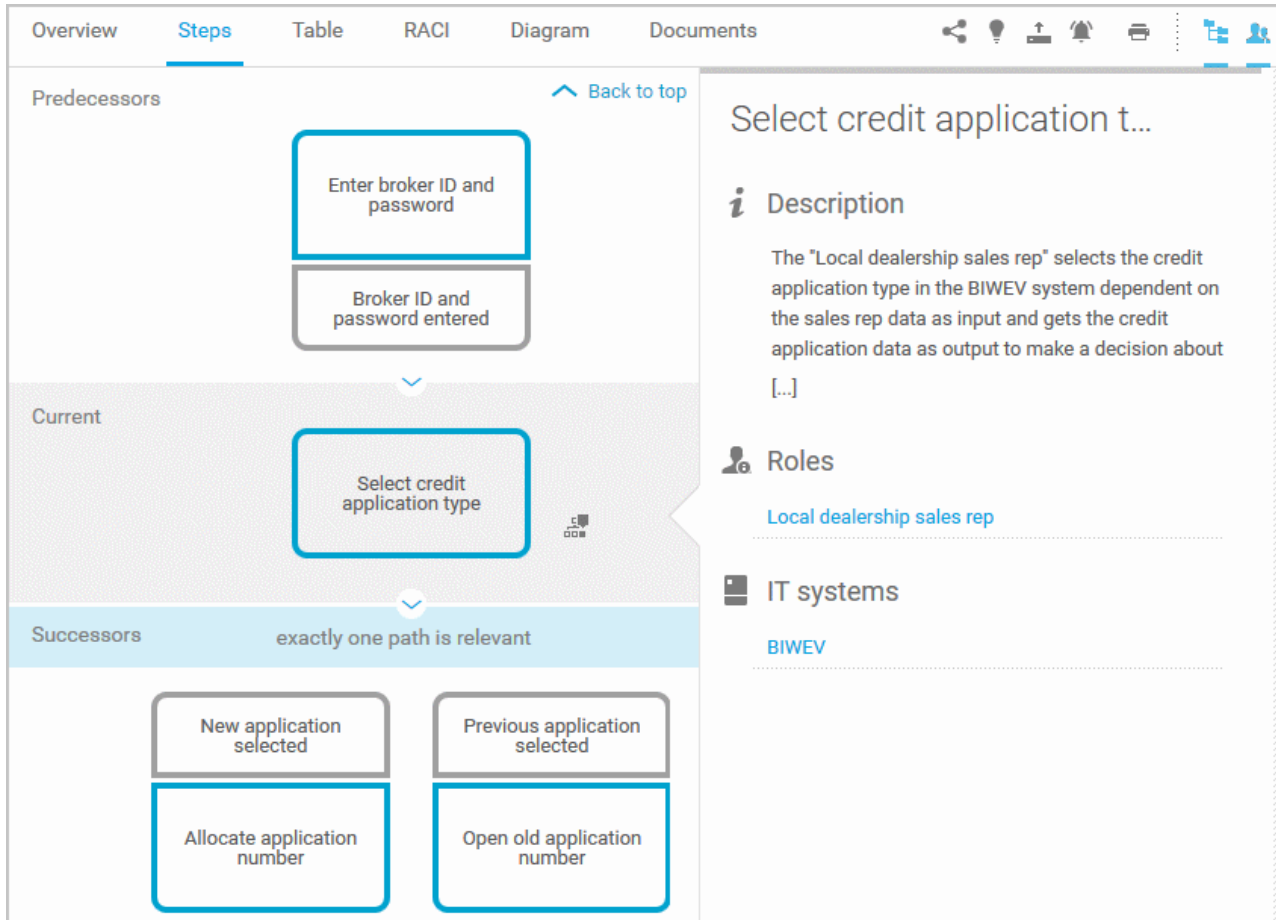 Overview Steps Table RACI Diagram Documents
Predecessors
Back to top
Enter broker ID and
password
Broker ID and
password entered
Current
Select credit
application type
Successors
exactly one path is relevant
New application
selected
Allocate application
number
Previous application
selected
Open old application
number
Select credit application t...
Description
The "Local dealership sales rep" selects the credit
application type in the BIWEV system dependent on
the sales rep data as input and gets the credit
application data as output to make a decision about
[...]
Roles
Local dealership sales rep
IT systems
BIWEV